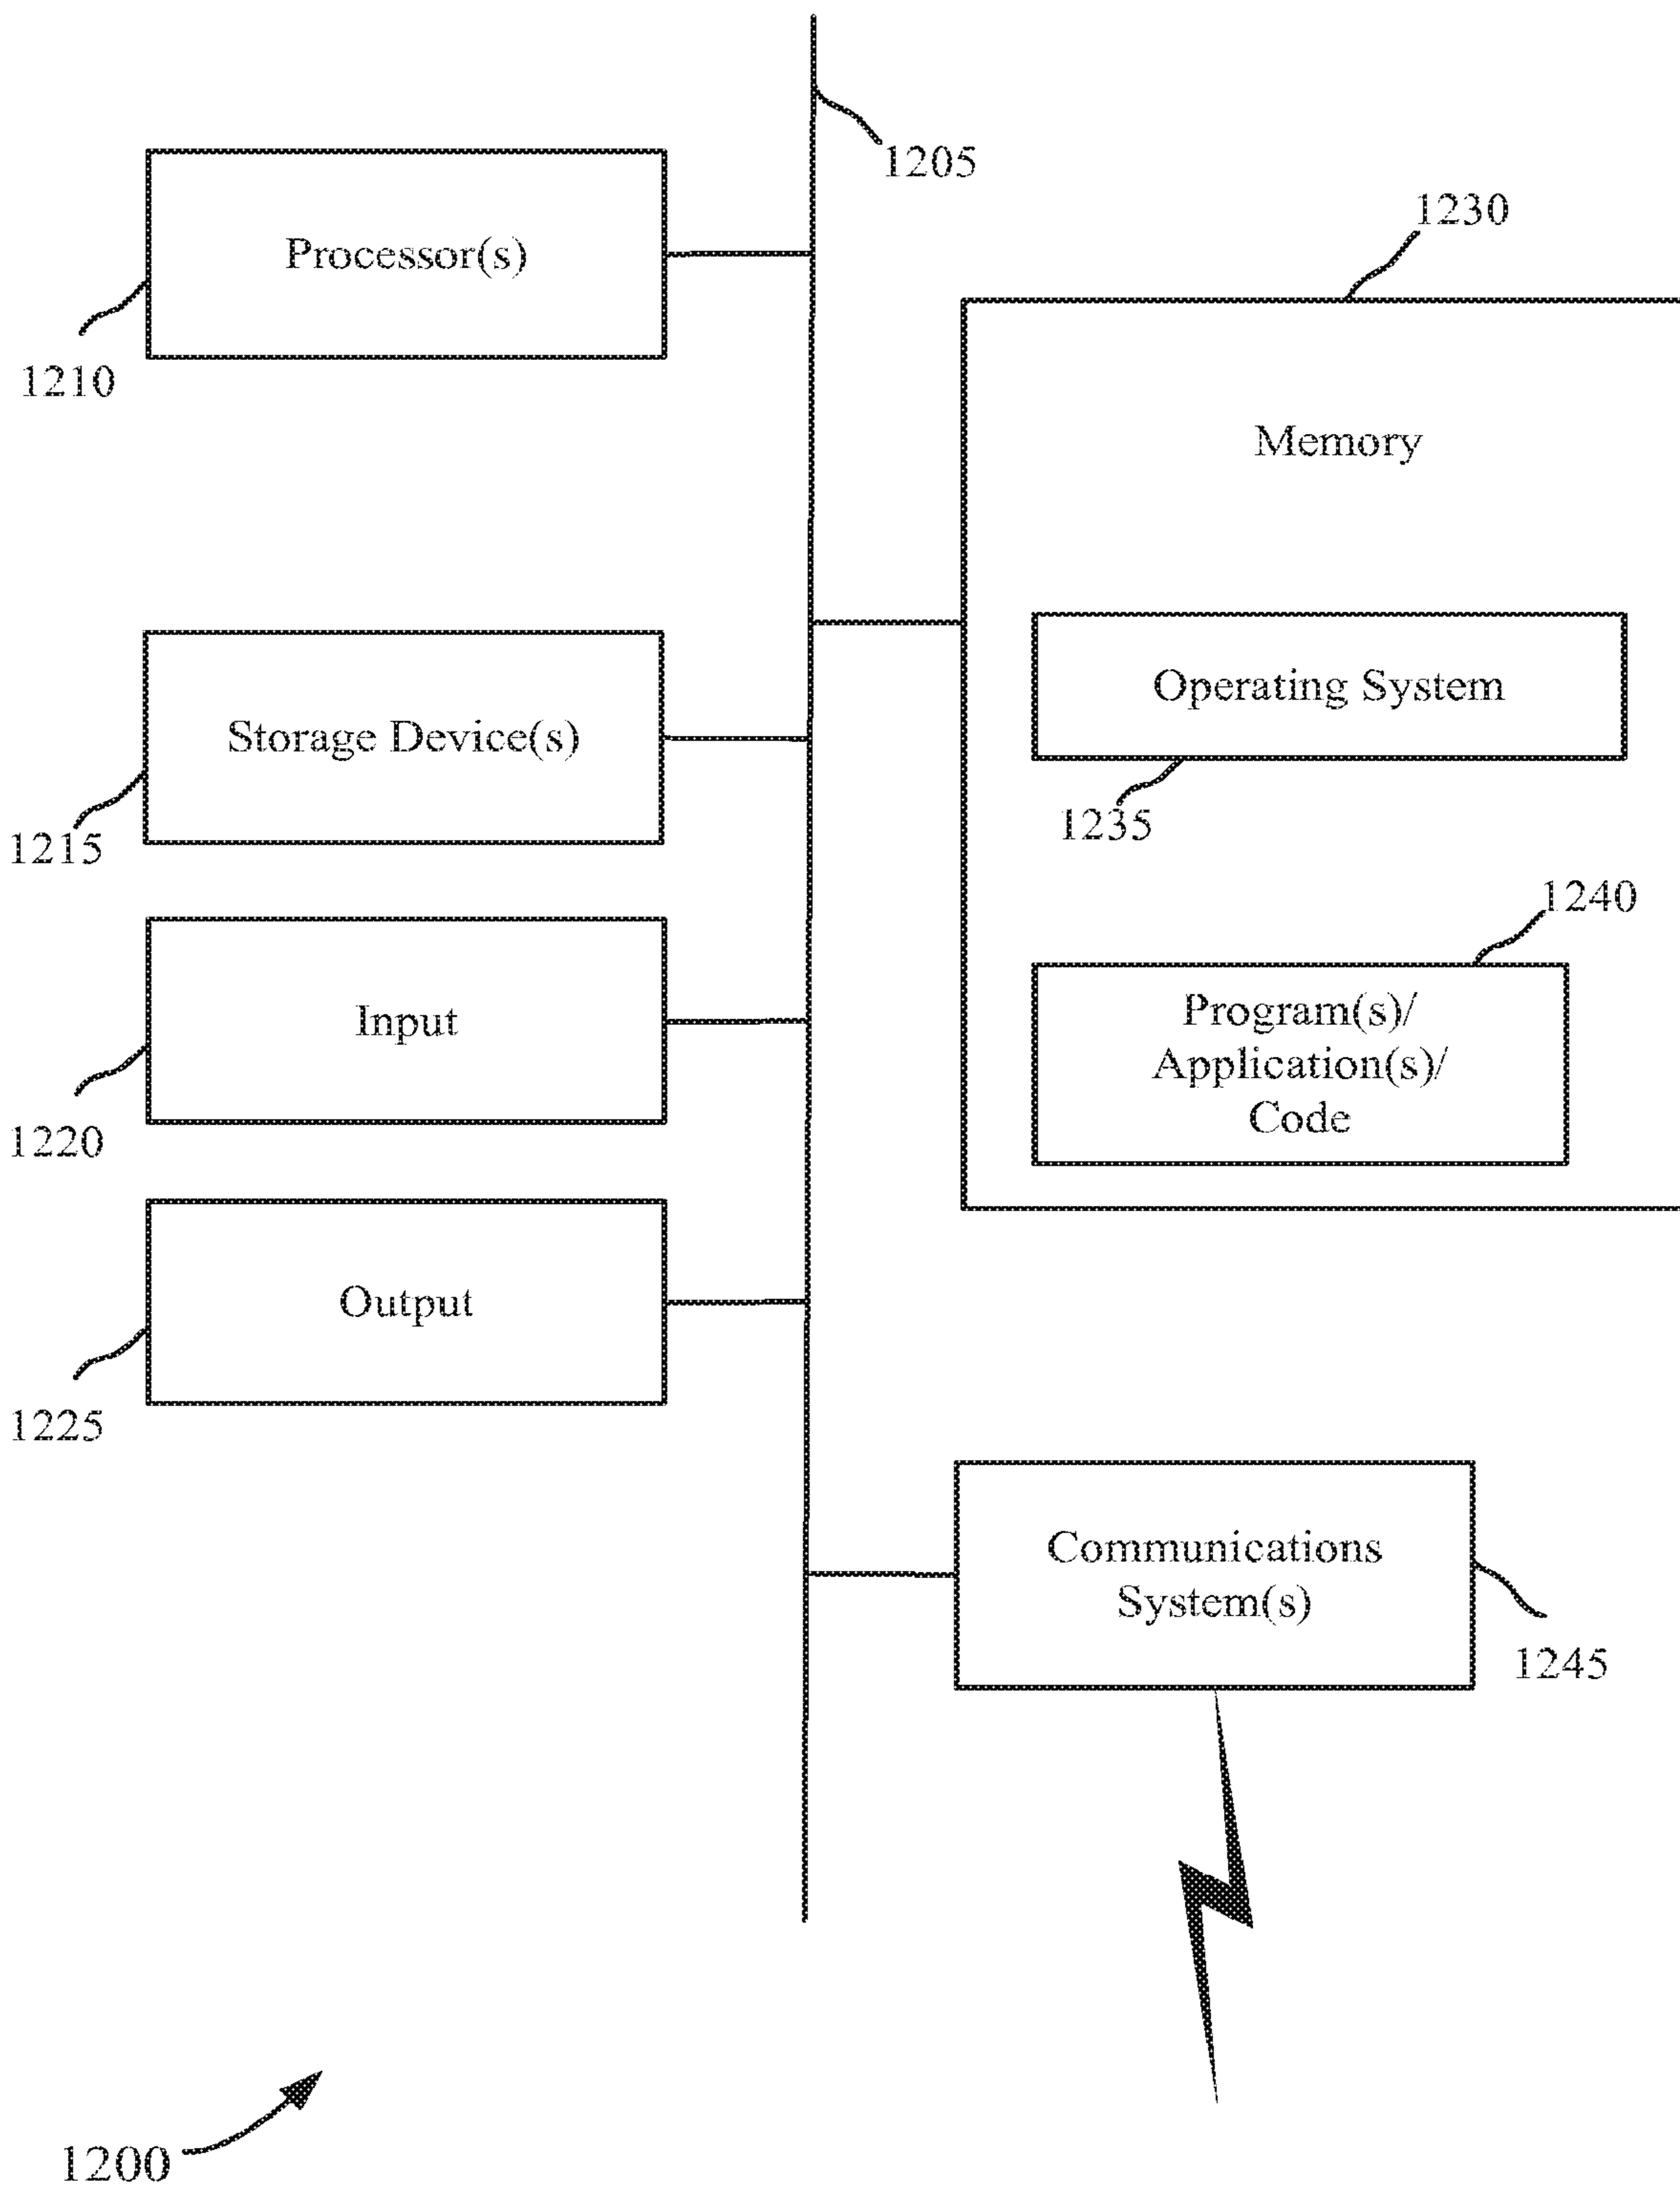 1205
1230
Processor(s)
1210
Memory
Operating System
1235
Storage Device(s)
1215
1240
Program(s)/
Application(s)/
Code
Input
1220
Output
1225
Communications
System(s)
1245
1200